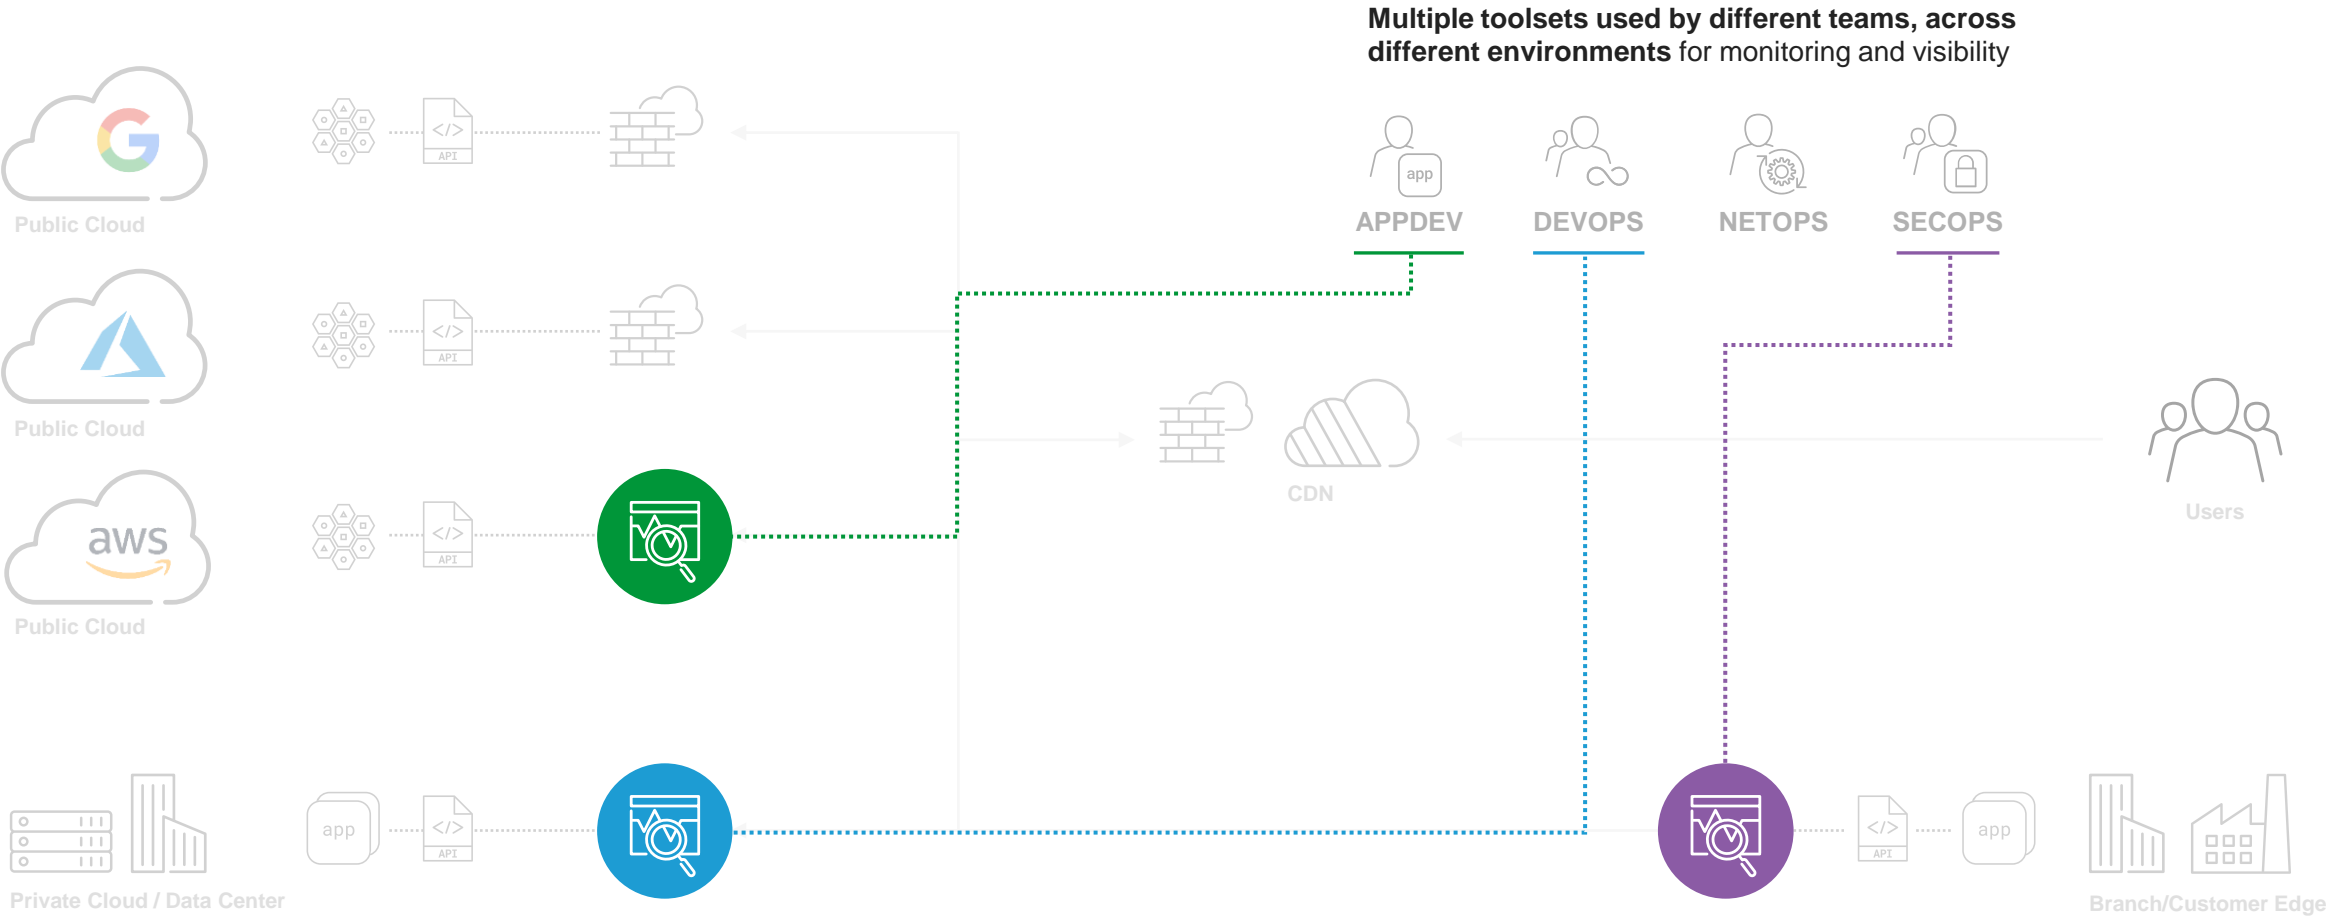 Multiple toolsets used by different teams, across
different environments for monitoring and visibility
</>
API
Public Cloud
app
APPDEV
DEVOPS
NETOPS
SECOPS
</>
API
Public Cloud
CDN
Users
aws
</>
API
Public Cloud
app
</>
API
Private Cloud / Data Center
</>
API
app
Branch/Customer Edge